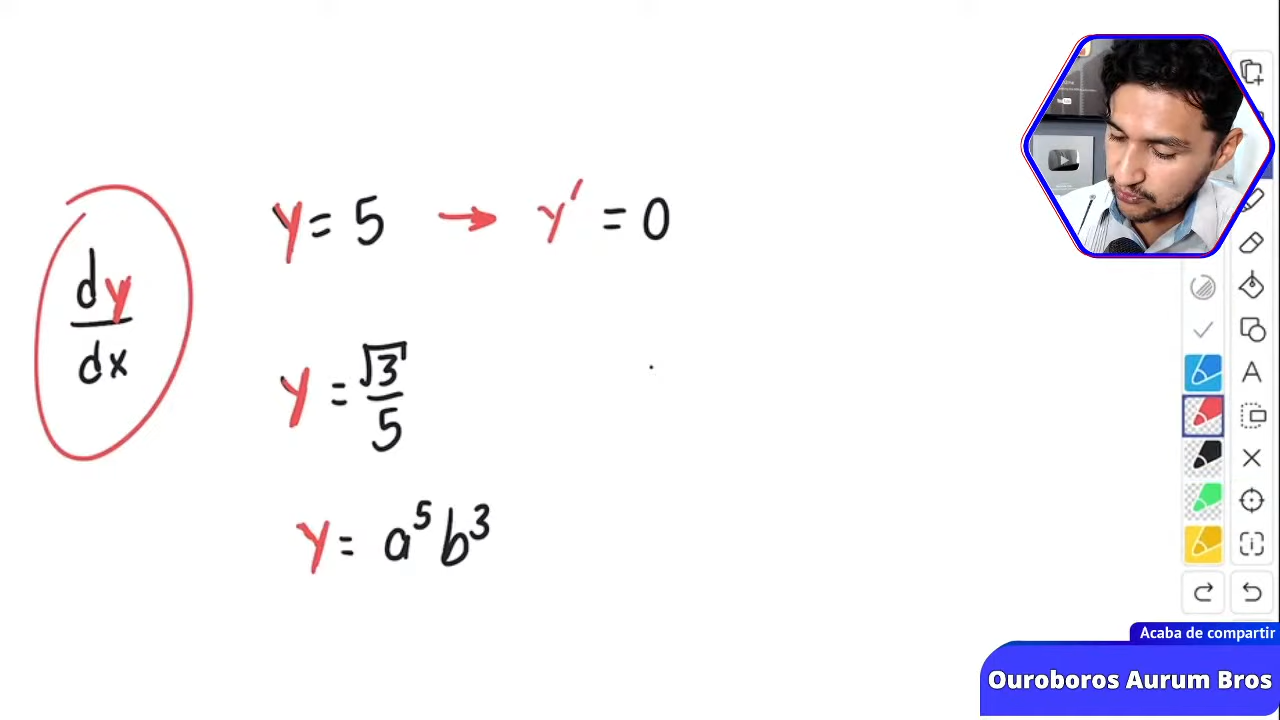 y = 5 → y' = 0
dy/dx
y = √3/5
y = a⁵b³
A
Acaba de compartir
Ouroboros Aurum Bros